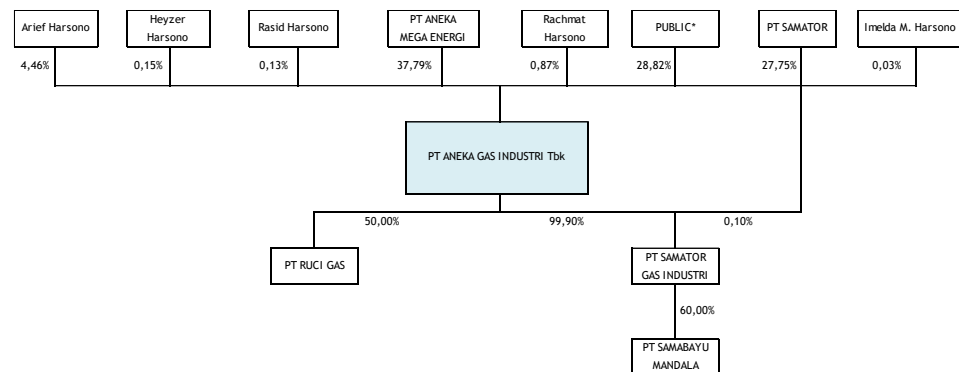 Arief Harsono
Heyzer
Harsono
Rasid Harsono
PT ANEKA
MEGA ENERGI
Rachmat
Harsono
PUBLIC*
PT SAMATOR
Imelda M. Harsono
4,46%
0,15%
0,13%
37,79%
0,87%
28,82%
27,75%
0,03%
PT ANEKA GAS INDUSTRI Tbk
50,00%
99,90%
0,10%
PT RUCI GAS
PT SAMATOR
GAS INDUSTRI
60,00%
PT SAMABAYU
MANDALA